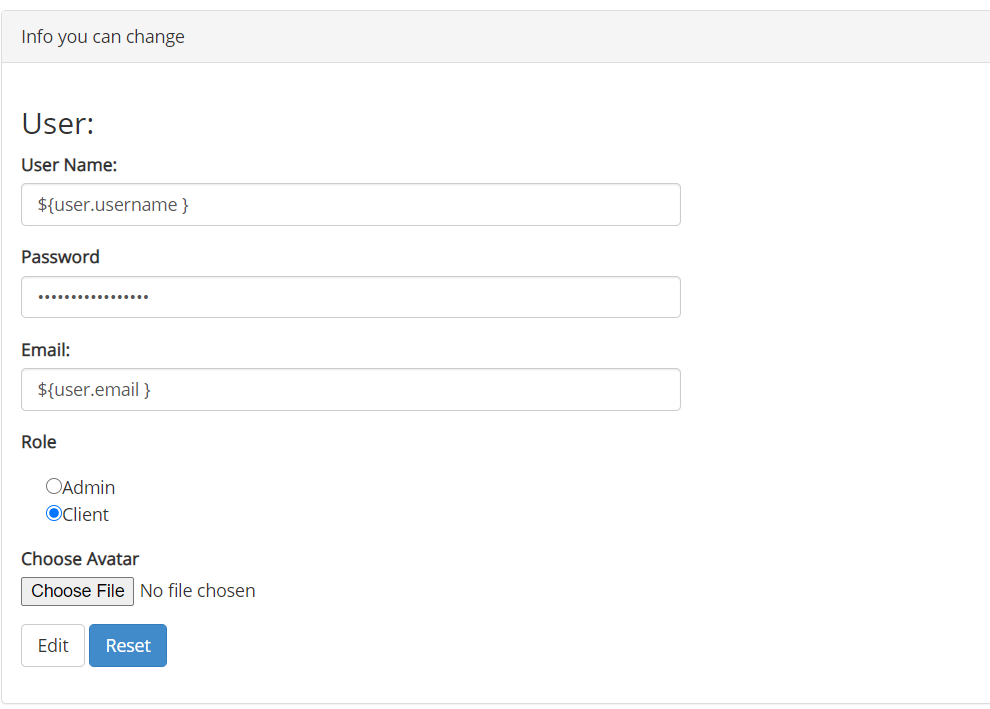 Info you can change
User:
User Name:
${user.username }
Password
•••••••••••••••••
Email:
${user.email }
Role
Admin
Client
Choose Avatar
Choose File No file chosen
Edit Reset